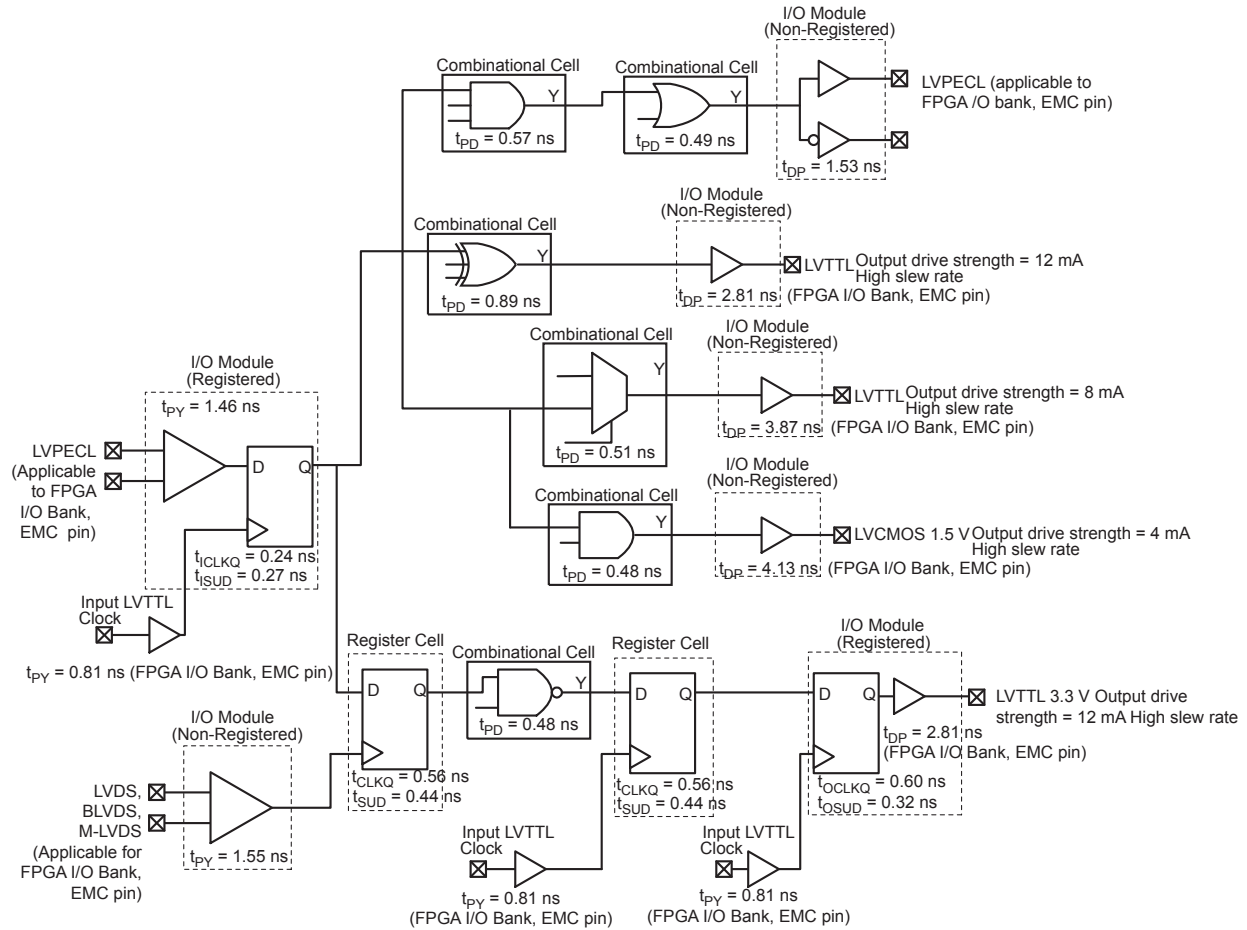 I/O Module
(Non-Registered)
Combinational Cell
Y
tPD = 0.57 ns
Combinational Cell
Y
tPD = 0.49 ns
tDP = 1.53 ns
LVPECL (applicable to
FPGA /O bank, EMC pin)
Combinational Cell
Y
tPD = 0.89 ns
I/O Module
(Non-Registered)
tDP = 2.81 ns
LVTTL Output drive strength = 12 mA
High slew rate
(FPGA I/O Bank, EMC pin)
Combinational Cell
Y
tPD = 0.51 ns
I/O Module
(Non-Registered)
tDP = 3.87 ns
LVTTL Output drive strength = 8 mA
High slew rate
(FPGA I/O Bank, EMC pin)
Combinational Cell
Y
tPD = 0.48 ns
I/O Module
(Non-Registered)
tDP = 4.13 ns
LVCMOS 1.5 V Output drive strength = 4 mA
High slew rate
(FPGA I/O Bank, EMC pin)
I/O Module
(Registered)
tPY = 1.46 ns
LVPECL
(Applicable
to FPGA
I/O Bank,
EMC pin)
D
Q
tICLKQ = 0.24 ns
tISUD = 0.27 ns
Input LVTTL
Clock
tPY = 0.81 ns (FPGA I/O Bank, EMC pin)
Register Cell
D
Q
tCLKQ = 0.56 ns
tSUD = 0.44 ns
I/O Module
(Non-Registered)
LVDS,
BLVDS,
M-LVDS
(Applicable for
FPGA I/O Bank,
EMC pin)
tPY = 1.55 ns
Combinational Cell
Y
tPD = 0.48 ns
Register Cell
D
Q
tCLKQ = 0.56 ns
tSUD = 0.44 ns
Input LVTTL
Clock
tPY = 0.81 ns
(FPGA I/O Bank, EMC pin)
I/O Module
(Registered)
D
Q
tDP = 2.81 ns
(FPGA I/O Bank, EMC pin)
tOCLKQ = 0.60 ns
tOSUD = 0.32 ns
LVTTL 3.3 V Output drive
strength = 12 mA High slew rate
Input LVTTL
Clock
tPY = 0.81 ns
(FPGA I/O Bank, EMC pin)